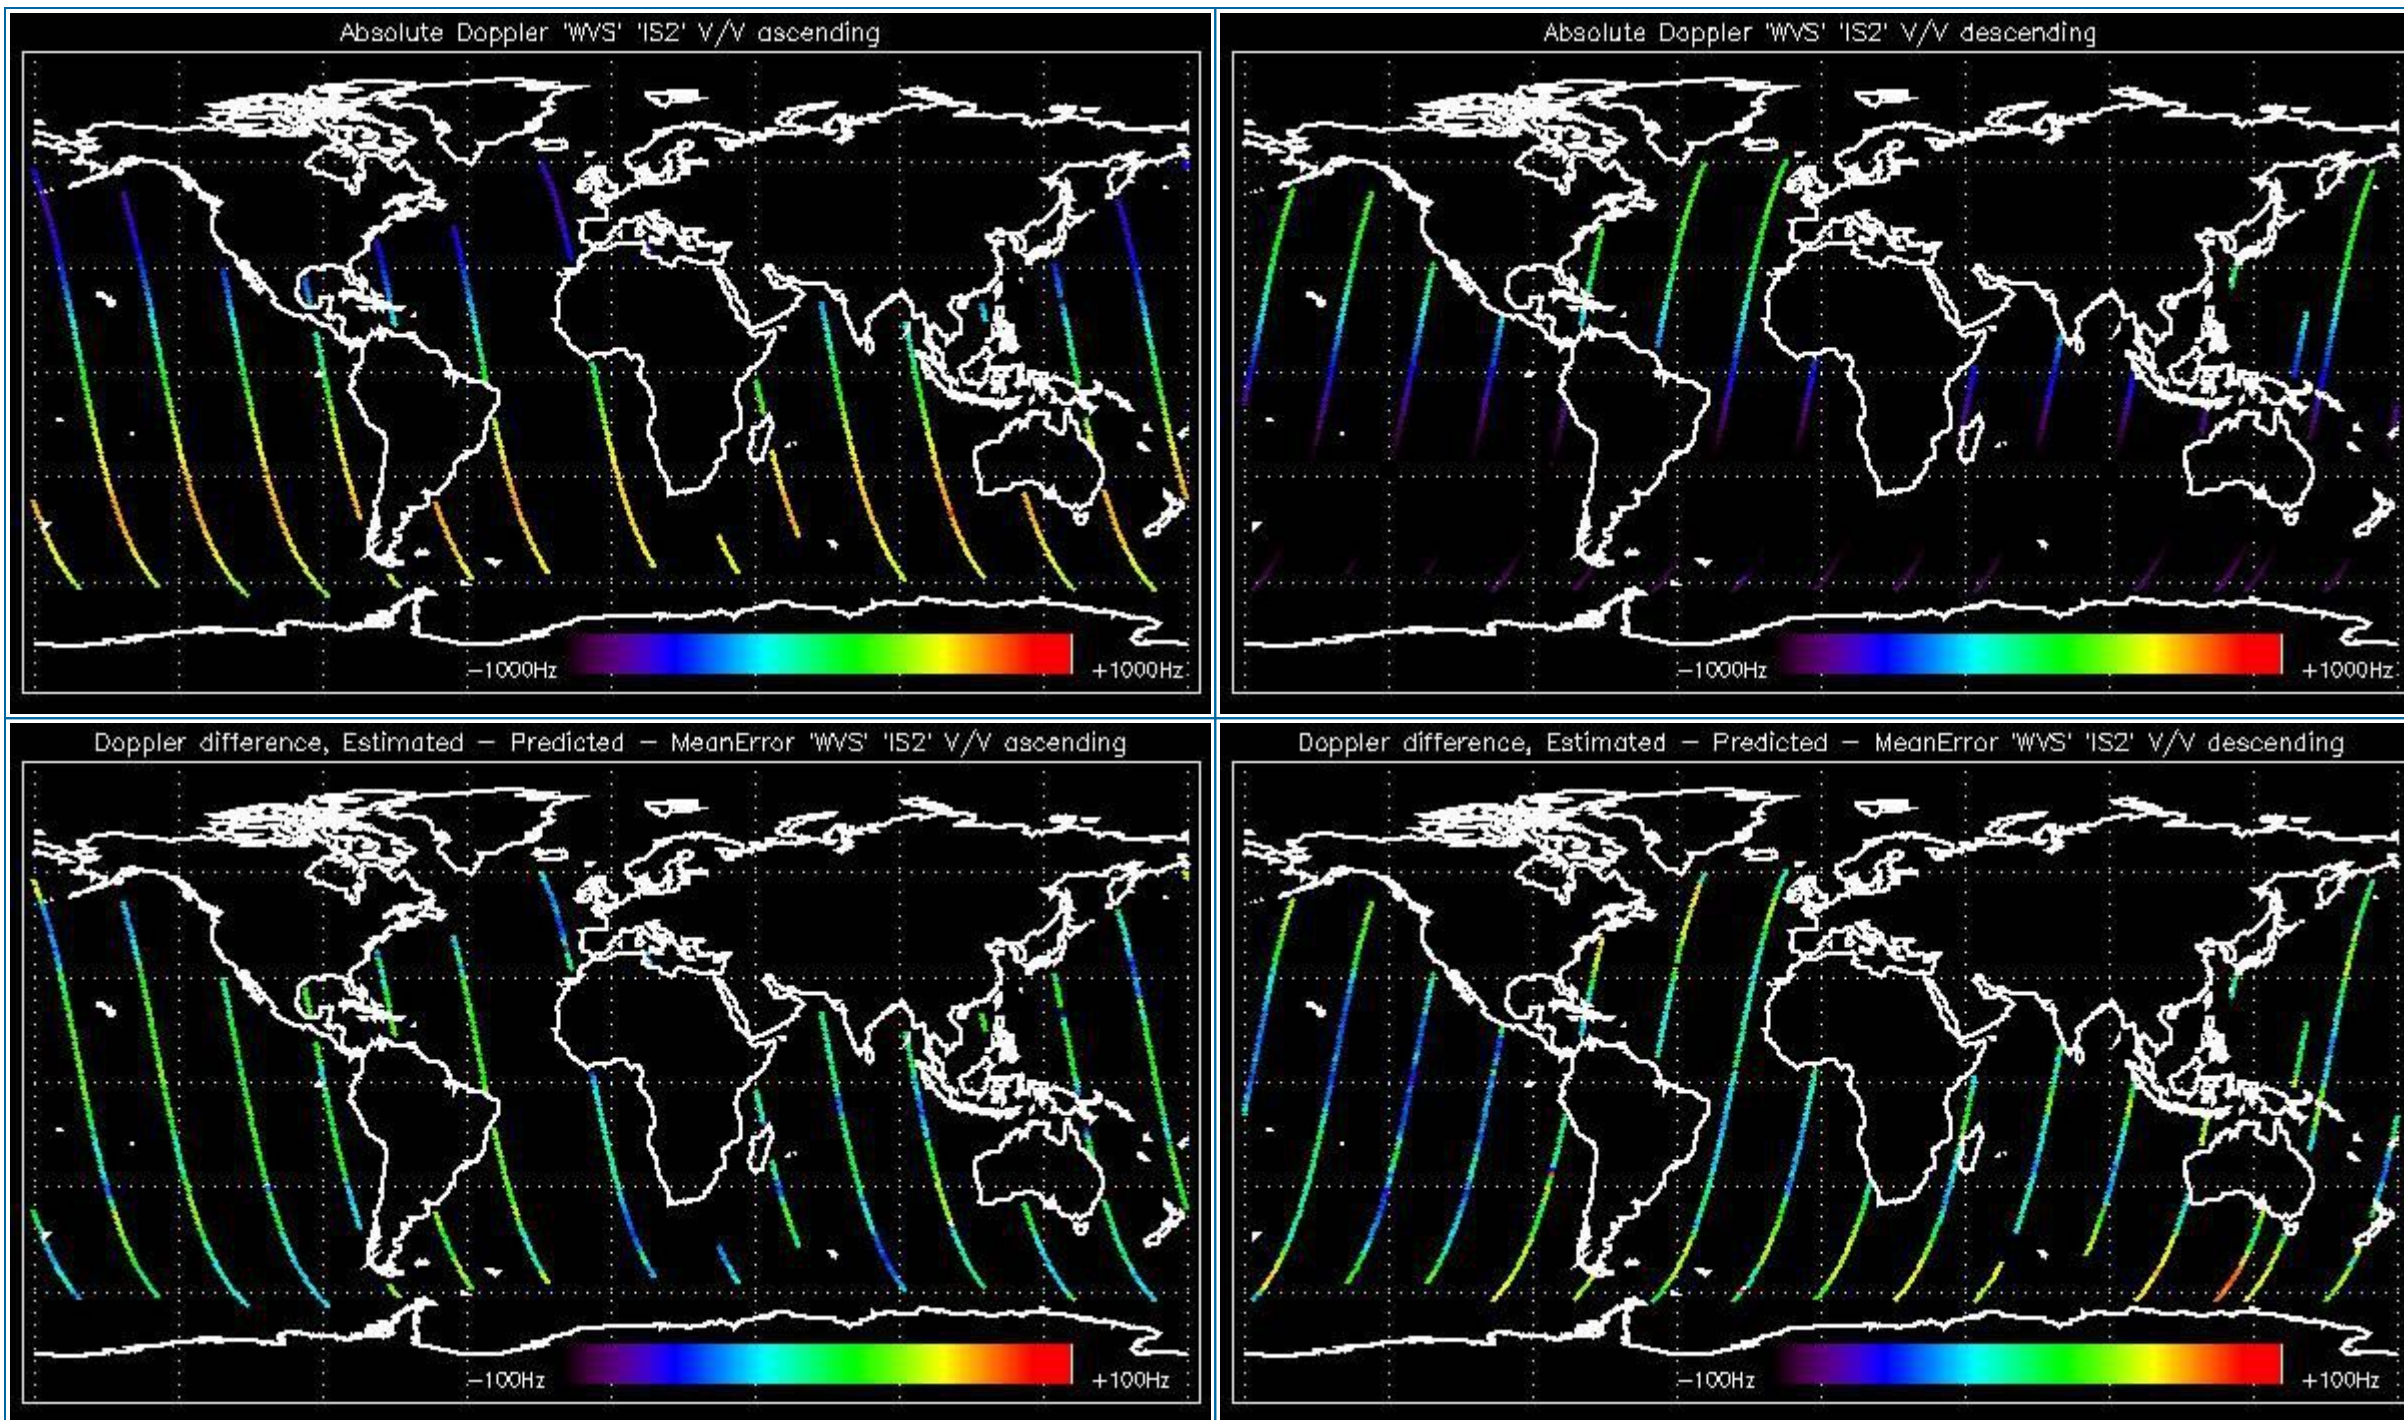 Absolute Doppler 'WVS' 'IS2' V/V ascending
−1000Hz
+1000Hz
Absolute Doppler 'WVS' 'IS2' V/V descending
−1000Hz
+1000Hz
Doppler difference, Estimated − Predicted − MeanError 'WVS' 'IS2' V/V ascending
−100Hz
+100Hz
Doppler difference, Estimated − Predicted − MeanError 'WVS' 'IS2' V/V descending
−100Hz
+100Hz